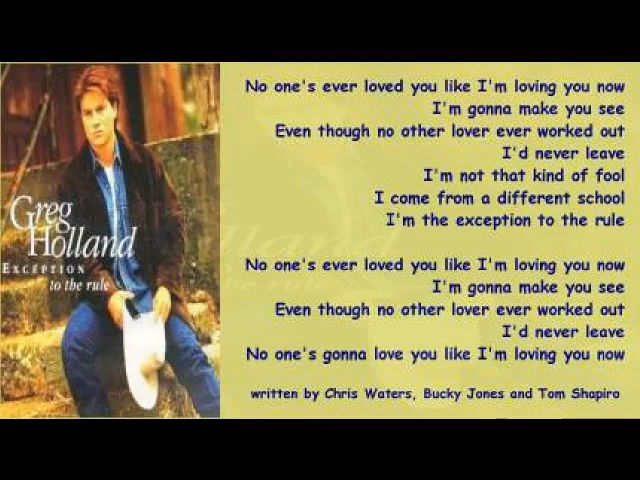 Greg
Holland
EXCEPTION
to the rule
No one's ever loved you like I'm loving you now
I'm gonna make you see
Even though no other lover ever worked out
I'd never leave
I'm not that kind of fool
I come from a different school
I'm the exception to the rule
No one's ever loved you like I'm loving you now
I'm gonna make you see
Even though no other lover ever worked out
I'd never leave
No one's gonna love you like I'm loving you now
written by Chris Waters, Bucky Jones and Tom Shapiro